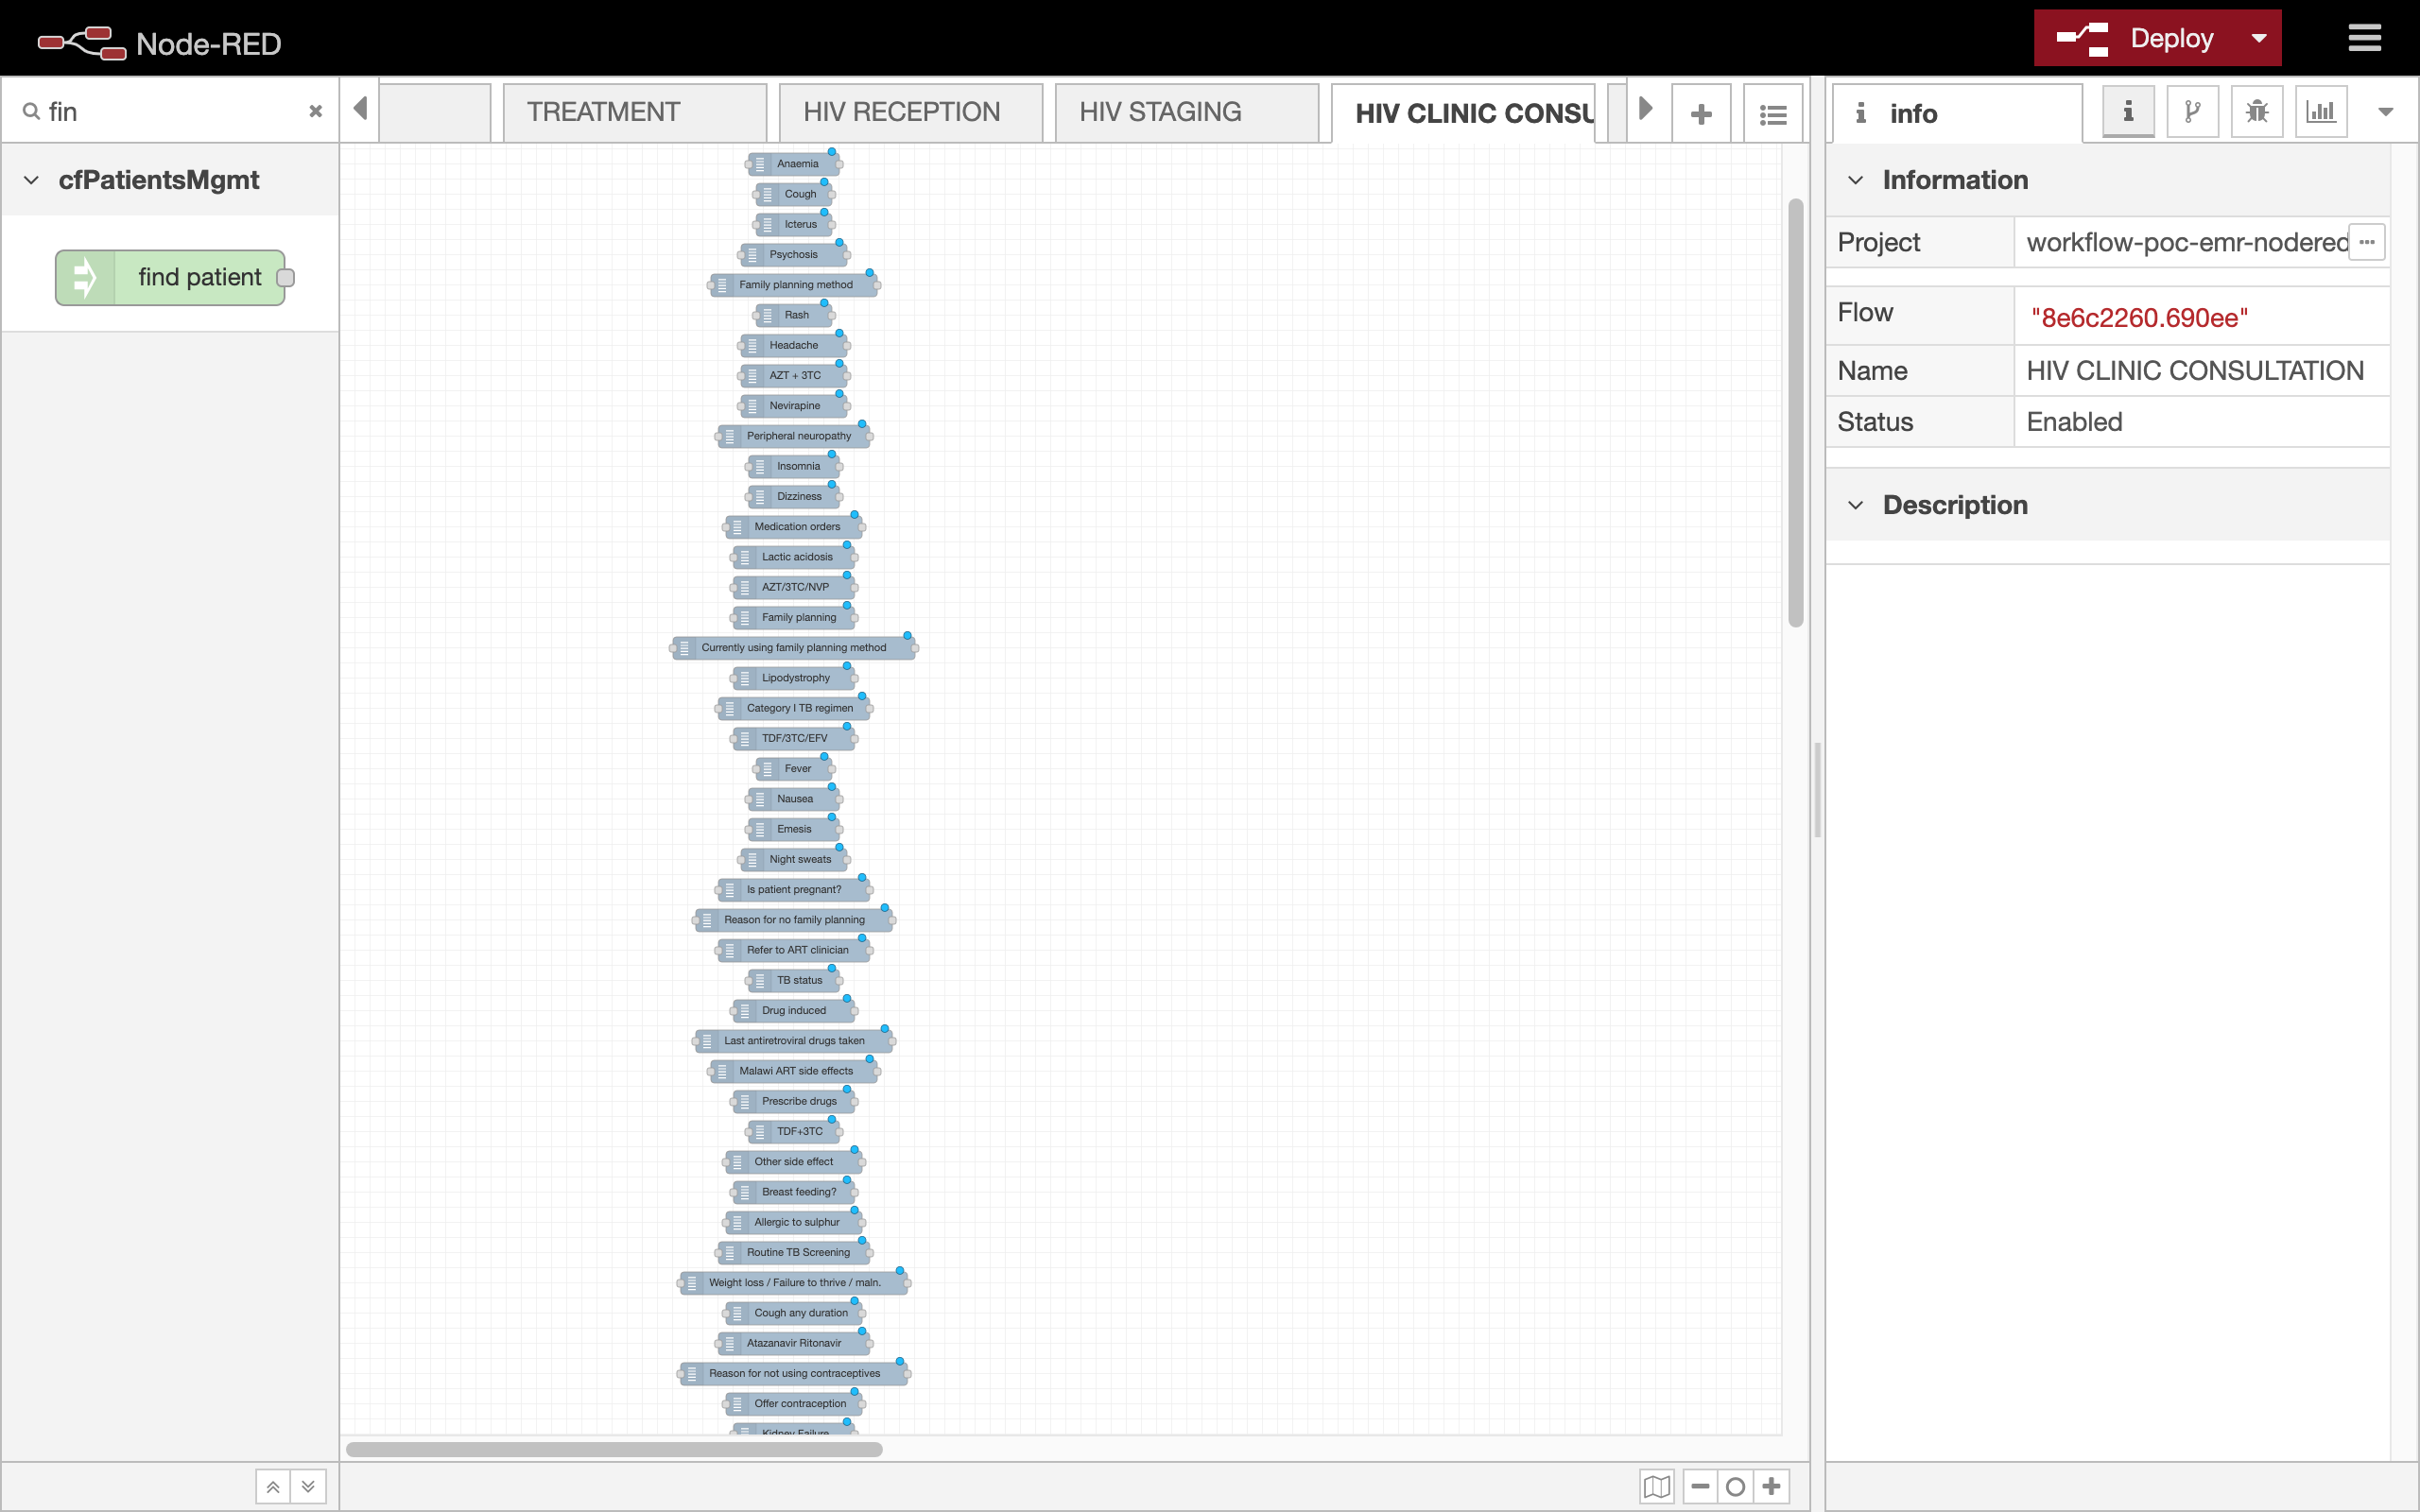 Node-RED
Deploy
fin
TREATMENT
HIV RECEPTION
HIV STAGING
HIV CLINIC CONSU
info
cfPatientsMgmt
find patient
Anaemia
Cough
Icterus
Psychosis
Family planning method
Rash
Headache
AZT + 3TC
Nevirapine
Peripheral neuropathy
Insomnia
Dizziness
Medication orders
Lactic acidosis
AZT/3TC/NVP
Family planning
Currently using family planning method
Lipodystrophy
Category I TB regimen
TDF/3TC/EFV
Fever
Nausea
Emesis
Night sweats
Is patient pregnant?
Reason for no family planning
Refer to ART clinician
TB status
Drug induced
Last antiretroviral drugs taken
Malawi ART side effects
Prescribe drugs
TDF+3TC
Other side effect
Breast feeding?
Allergic to sulphur
Routine TB Screening
Weight loss / Failure to thrive / maln.
Cough any duration
Atazanavir Ritonavir
Reason for not using contraceptives
Offer contraception
Kidney Failure
Information
Project workflow-poc-emr-nodered
Flow "8e6c2260.690ee"
Name HIV CLINIC CONSULTATION
Status Enabled
Description